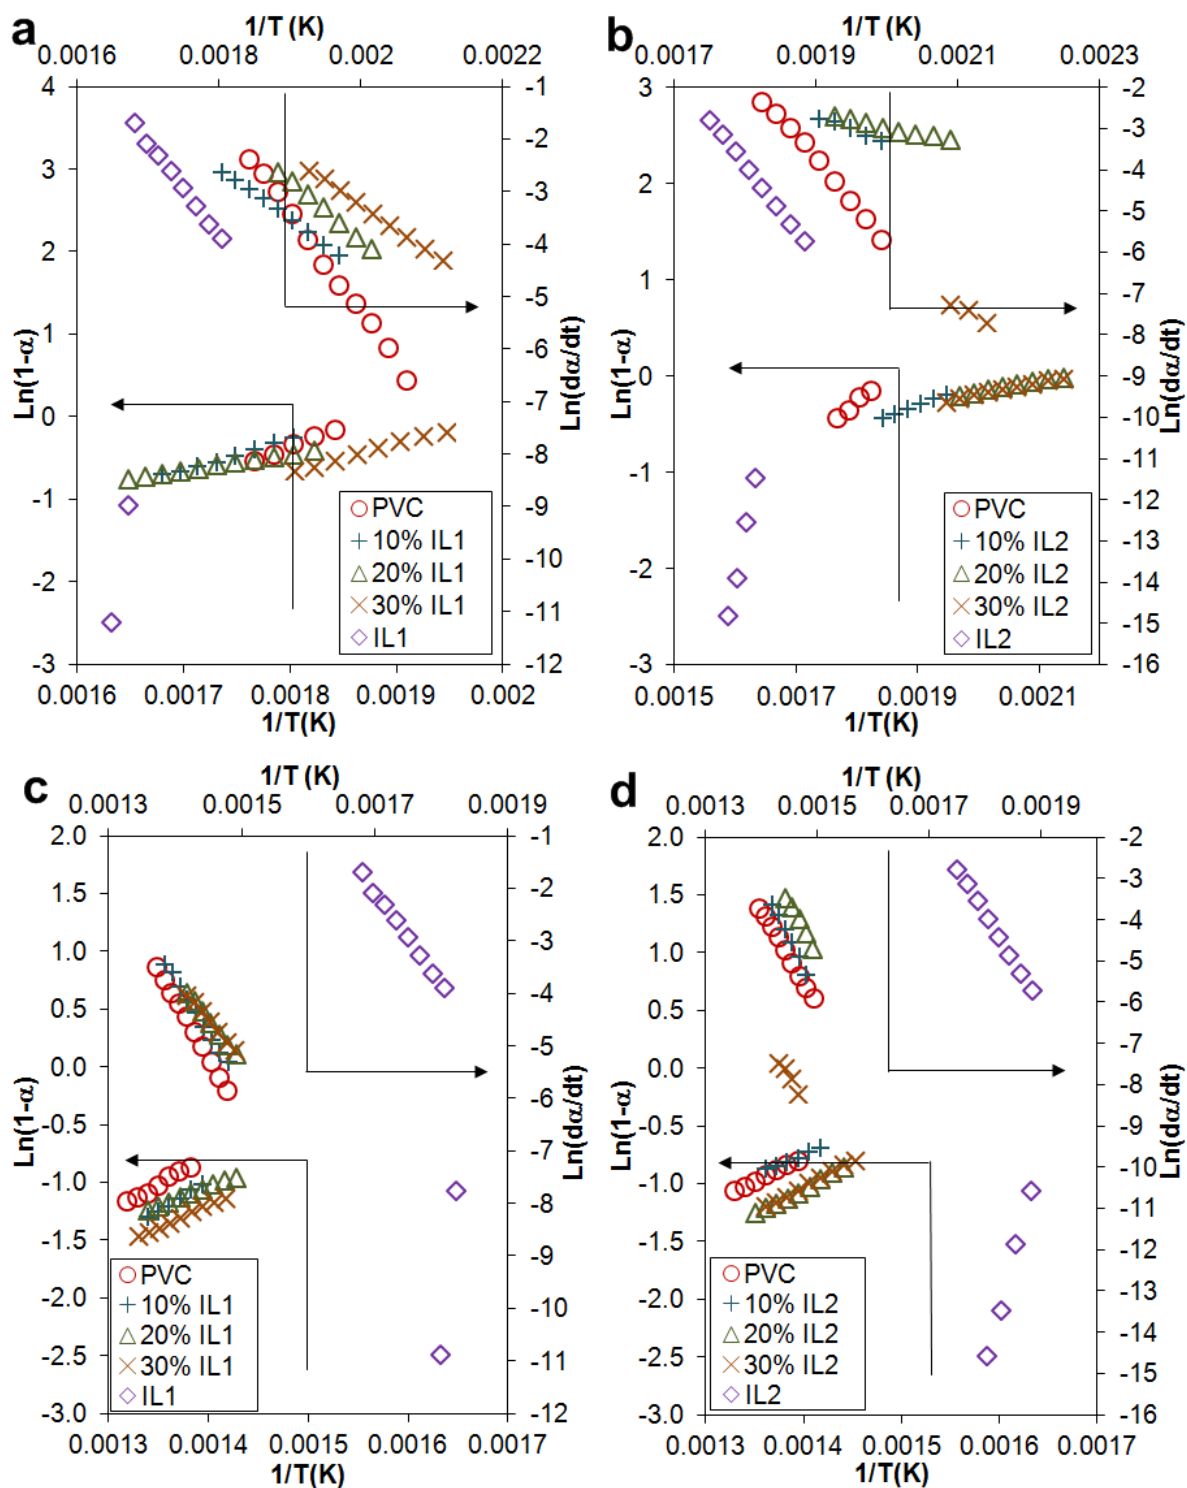 a
1/T (K)
0.0016 0.0018 0.002 0.0022
4
3
2
1
0
-1
-2
-3
Ln(1-α)
-1
-2
-3
-4
-5
-6
-7
-8
-9
-10
-11
-12
Ln(dα/dt)
PVC
10% IL1
20% IL1
30% IL1
IL1
0.0016 0.0017 0.0018 0.0019 0.002
1/T(K)
b
1/T (K)
0.0017 0.0019 0.0021 0.0023
3
2
1
0
-1
-2
-3
Ln(1-α)
-2
-3
-4
-5
-6
-7
-8
-9
-10
-11
-12
-13
-14
-15
-16
Ln(dα/dt)
PVC
10% IL2
20% IL2
30% IL2
IL2
0.0015 0.0017 0.0019 0.0021
1/T(K)
c
1/T (K)
0.0013 0.0015 0.0017 0.0019
2.0
1.5
1.0
0.5
0.0
-0.5
-1.0
-1.5
-2.0
-2.5
-3.0
Ln(1-α)
-1
-2
-3
-4
-5
-6
-7
-8
-9
-10
-11
-12
Ln(dα/dt)
PVC
10% IL1
20% IL1
30% IL1
IL1
0.0013 0.0014 0.0015 0.0016 0.0017
1/T(K)
d
1/T (K)
0.0013 0.0015 0.0017 0.0019
2.0
1.5
1.0
0.5
0.0
-0.5
-1.0
-1.5
-2.0
-2.5
-3.0
Ln(1-α)
-2
-3
-4
-5
-6
-7
-8
-9
-10
-11
-12
-13
-14
-15
-16
Ln(dα/dt)
PVC
10% IL2
20% IL2
30% IL2
IL2
0.0013 0.0014 0.0015 0.0016 0.0017
1/T(K)